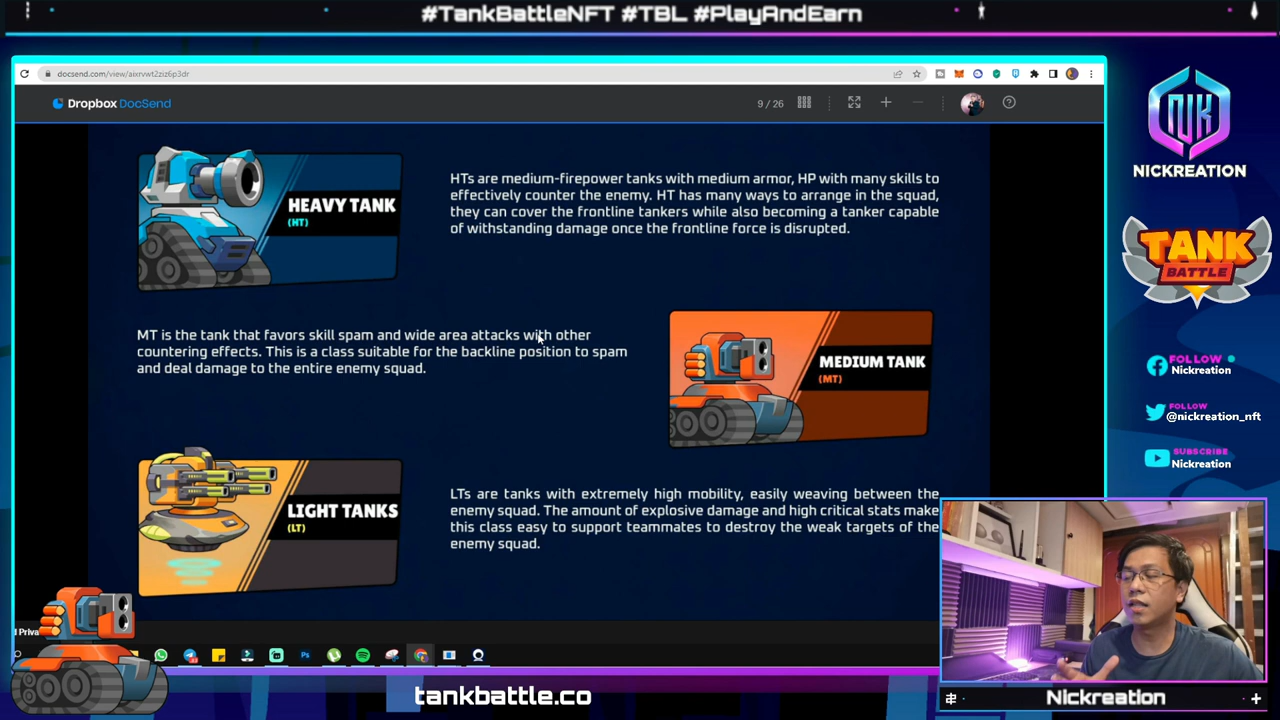 #TankBattleNFT #TBL #PlayAndEarn
docsend.com/view/aixrvwt2ziz6p3dr
Dropbox DocSend
9 / 26
HEAVY TANK
(HT)
HTs are medium-firepower tanks with medium armor, HP with many skills to
effectively counter the enemy. HT has many ways to arrange in the squad,
they can cover the frontline tankers while also becoming a tanker capable
of withstanding damage once the frontline force is disrupted.
MT is the tank that favors skill spam and wide area attacks with other
countering effects. This is a class suitable for the backline position to spam
and deal damage to the entire enemy squad.
MEDIUM TANK
(MT)
LIGHT TANKS
(LT)
LTs are tanks with extremely high mobility, easily weaving between the
enemy squad. The amount of explosive damage and high critical stats make
this class easy to support teammates to destroy the weak targets of the
enemy squad.
NK
NICKREATION
TANK
BATTLE
FOLLOW
Nickreation
FOLLOW
@nickreation_nft
SUBSCRIBE
Nickreation
Ps
tankbattle.co
Nickreation